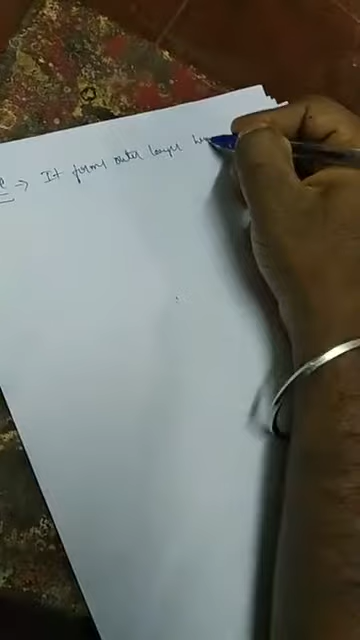 → It forms outer layer